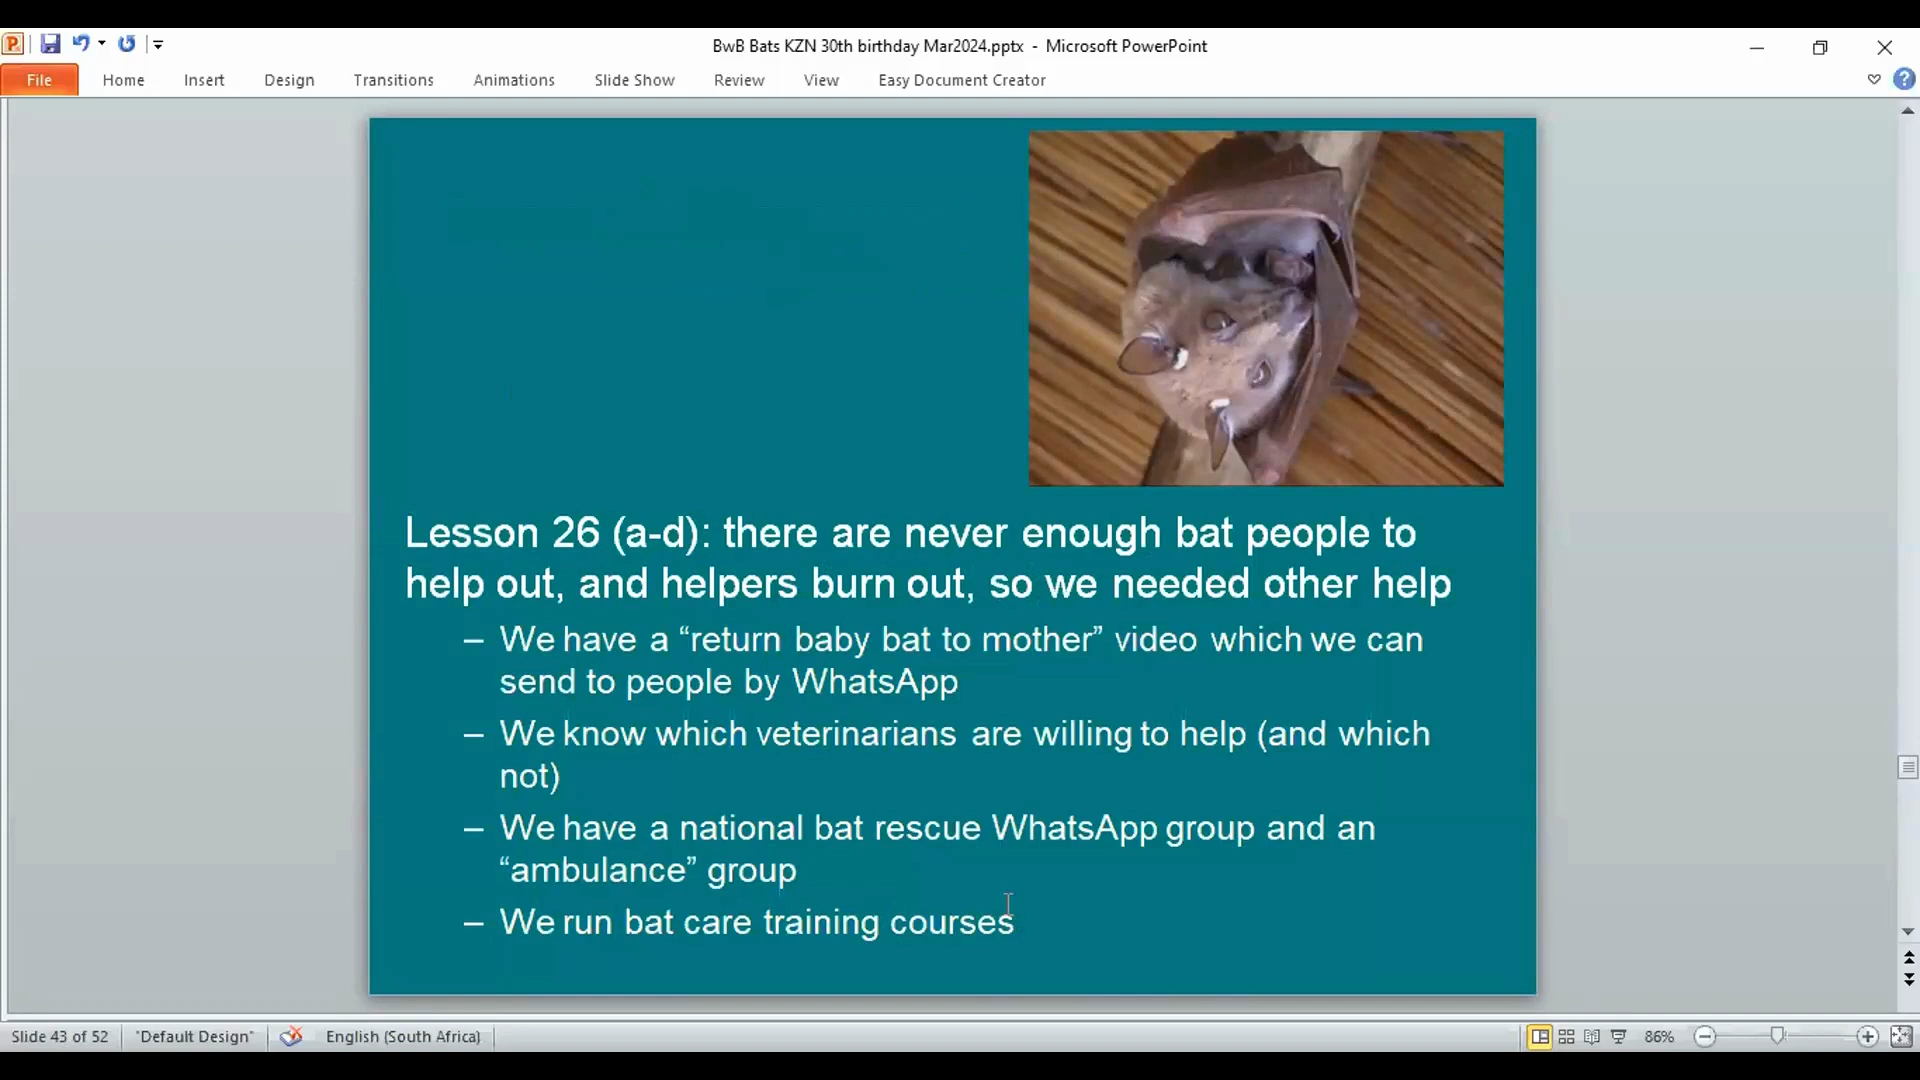 BwB Bats KZN 30th birthday Mar2024.pptx - Microsoft PowerPoint
File Home Insert Design Transitions Animations Slide Show Review View Easy Document Creator
Lesson 26 (a-d): there are never enough bat people to
help out, and helpers burn out, so we needed other help
– We have a “return baby bat to mother” video which we can
send to people by WhatsApp
– We know which veterinarians are willing to help (and which
not)
– We have a national bat rescue WhatsApp group and an
“ambulance” group
– We run bat care training courses
Slide 43 of 52 "Default Design" English (South Africa) 86%